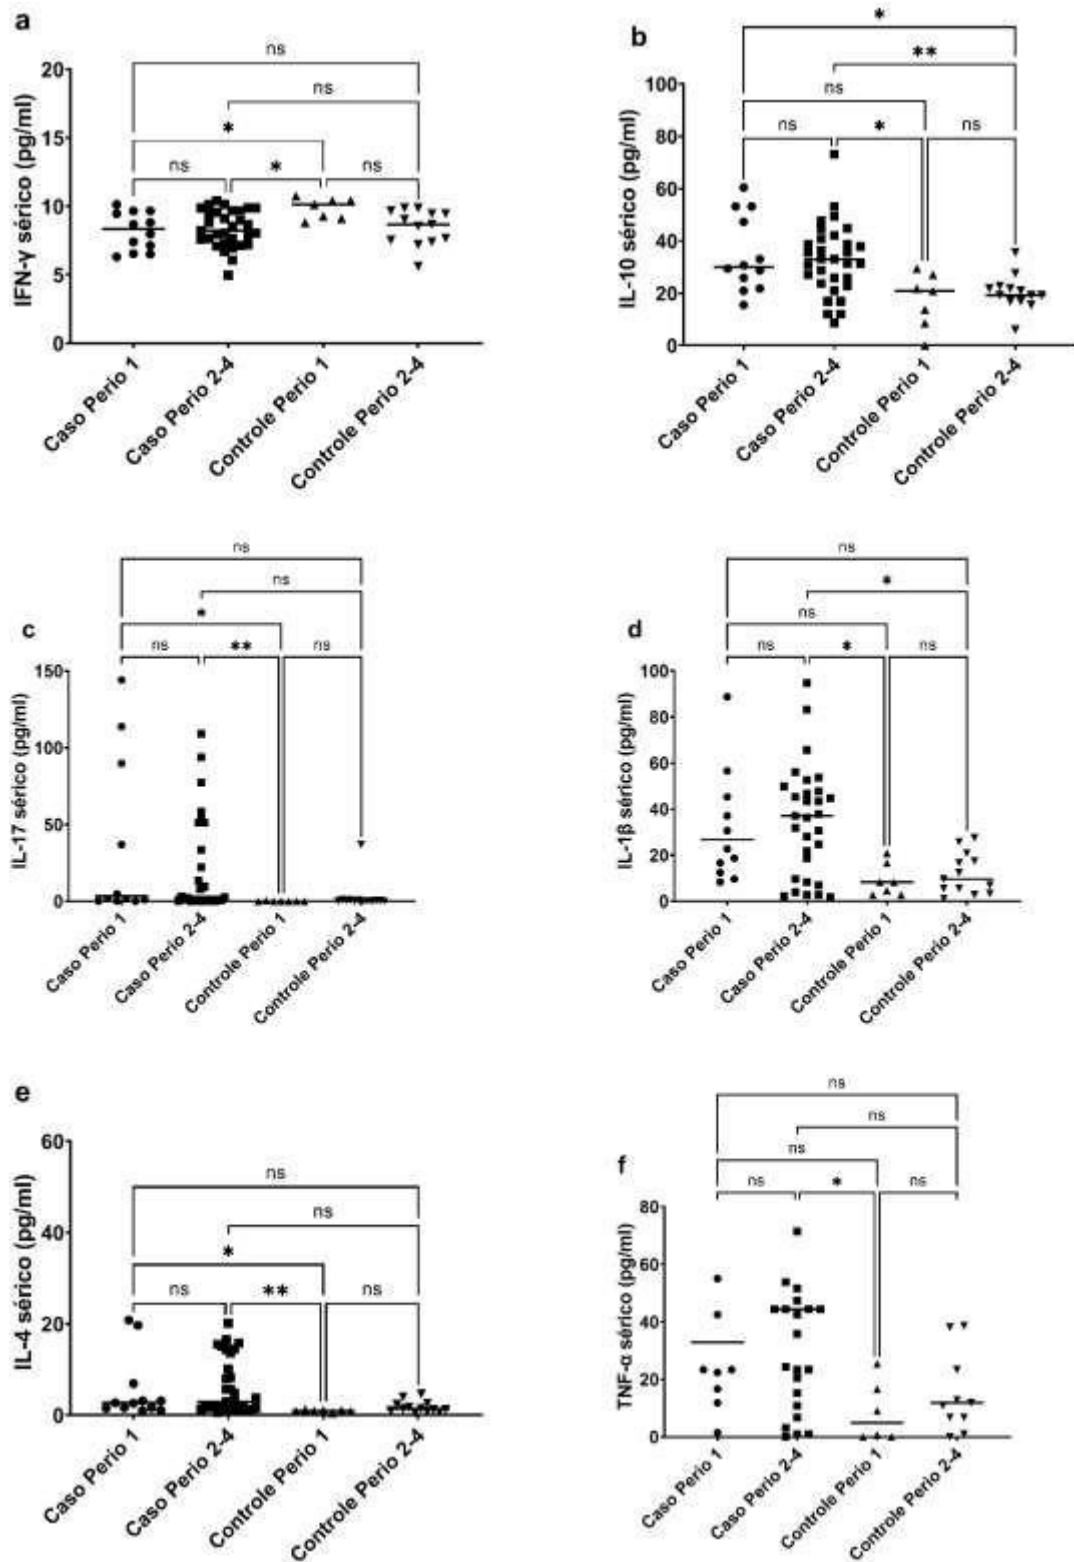 a
ns
ns
*
ns
*
ns
IFN-γ sérico (pg/ml)
20
15
10
5
0
Caso Perio 1
Caso Perio 2-4
Controle Perio 1
Controle Perio 2-4
b
*
**
ns
ns
*
ns
IL-10 sérico (pg/ml)
100
80
60
40
20
0
Caso Perio 1
Caso Perio 2-4
Controle Perio 1
Controle Perio 2-4
c
ns
ns
*
ns
**
ns
IL-17 sérico (pg/ml)
150
100
50
0
Caso Perio 1
Caso Perio 2-4
Controle Perio 1
Controle Perio 2-4
d
ns
*
ns
ns
*
ns
IL-1β sérico (pg/ml)
100
80
60
40
20
0
Caso Perio 1
Caso Perio 2-4
Controle Perio 1
Controle Perio 2-4
e
ns
ns
*
ns
**
ns
IL-4 sérico (pg/ml)
60
40
20
0
Caso Perio 1
Caso Perio 2-4
Controle Perio 1
Controle Perio 2-4
f
ns
ns
ns
ns
*
ns
TNF-α sérico (pg/ml)
80
60
40
20
0
Caso Perio 1
Caso Perio 2-4
Controle Perio 1
Controle Perio 2-4